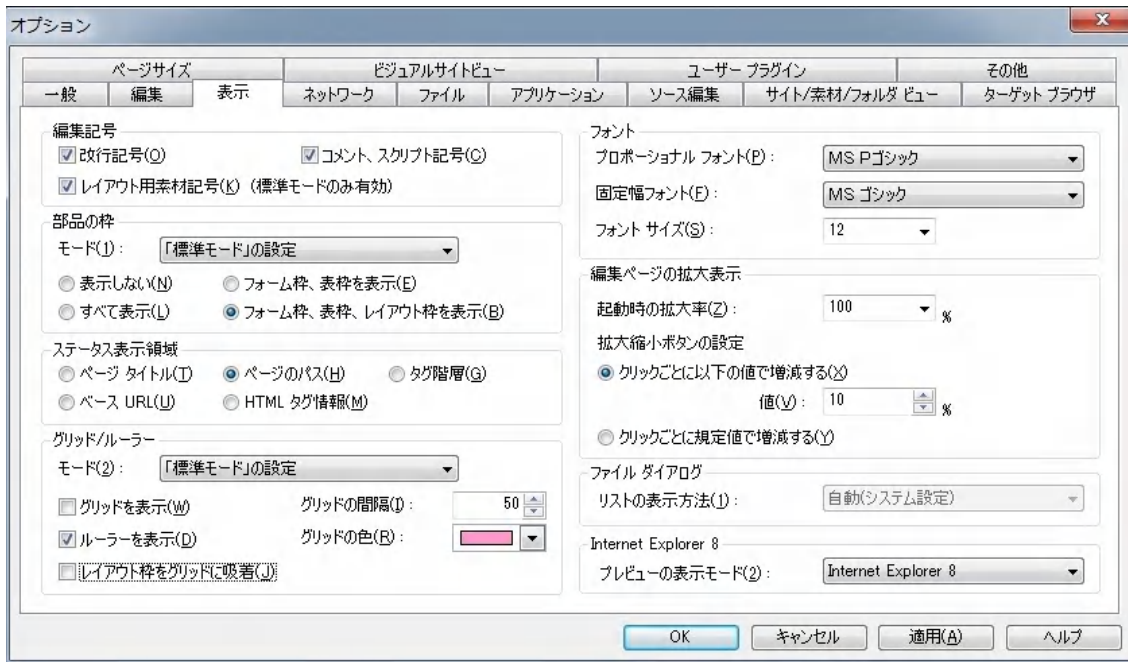 オプション
ページサイズ ビジュアルサイトビュー ユーザー プラグイン その他
一般 編集 表示 ネットワーク ファイル アプリケーション ソース編集 サイト/素材/フォルダ ビュー ターゲット ブラウザ
編集記号
改行記号(O) コメント、スクリプト記号(C)
レイアウト用素材記号(K) (標準モードのみ有効)
部品の枠
モード(1): 「標準モード」の設定
表示しない(N) フォーム枠、表枠を表示(E)
すべて表示(L) フォーム枠、表枠、レイアウト枠を表示(B)
ステータス表示領域
ページ タイトル(T) ページのパス(H) タグ階層(G)
ベース URL(U) HTML タグ情報(M)
グリッド/ルーラー
モード(2): 「標準モード」の設定
グリッドを表示(W) グリッドの間隔(I): 50
ルーラーを表示(D) グリッドの色(R):
レイアウト枠をグリッドに吸着(J)
フォント
プロポーショナル フォント(P): MS Pゴシック
固定幅フォント(F): MS ゴシック
フォント サイズ(S): 12
編集ページの拡大表示
起動時の拡大率(Z): 100 %
拡大縮小ボタンの設定
クリックごとに以下の値で増減する(X)
値(V): 10 %
クリックごとに規定値で増減する(Y)
ファイル ダイアログ
リストの表示方法(1): 自動(システム設定)
Internet Explorer 8
プレビューの表示モード(2): Internet Explorer 8
OK キャンセル 適用(A) ヘルプ